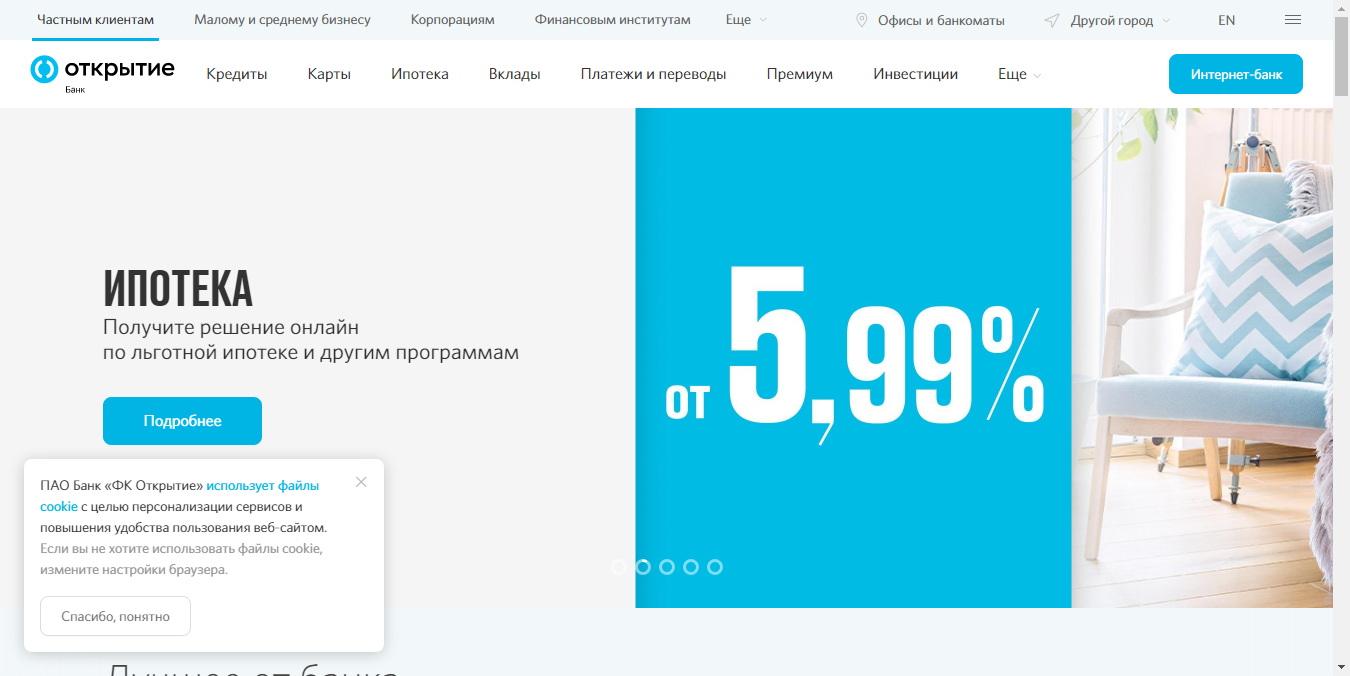 Частным клиентам Малому и среднему бизнесу Корпорациям Финансовым институтам Еще Офисы и банкоматы Другой город EN
открытие
Банк
Кредиты Карты Ипотека Вклады Платежи и переводы Премиум Инвестиции Еще Интернет-банк
ИПОТЕКА
Получите решение онлайн
по льготной ипотеке и другим программам
Подробнее
от 5,99%
ПАО Банк «ФК Открытие» использует файлы
cookie с целью персонализации сервисов и
повышения удобства пользования веб-сайтом.
Если вы не хотите использовать файлы cookie,
измените настройки браузера.
Спасибо, понятно
Лучшее от банка